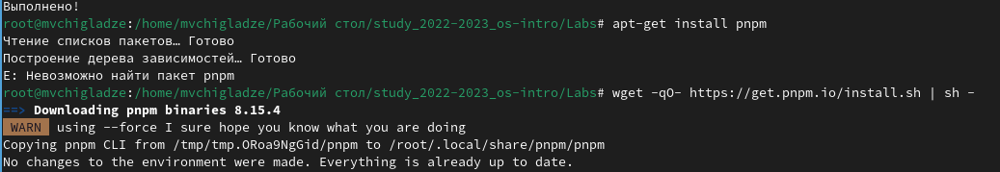 Выполнено!
root@mvchigladze:/home/mvchigladze/Рабочий стол/study_2022-2023_os-intro/Labs# apt-get install pnpm
Чтение списков пакетов… Готово
Построение дерева зависимостей… Готово
E: Невозможно найти пакет pnpm
root@mvchigladze:/home/mvchigladze/Рабочий стол/study_2022-2023_os-intro/Labs# wget -qO- https://get.pnpm.io/install.sh | sh -
==> Downloading pnpm binaries 8.15.4
WARN using --force I sure hope you know what you are doing
Copying pnpm CLI from /tmp/tmp.ORoa9NgGid/pnpm to /root/.local/share/pnpm/pnpm
No changes to the environment were made. Everything is already up to date.